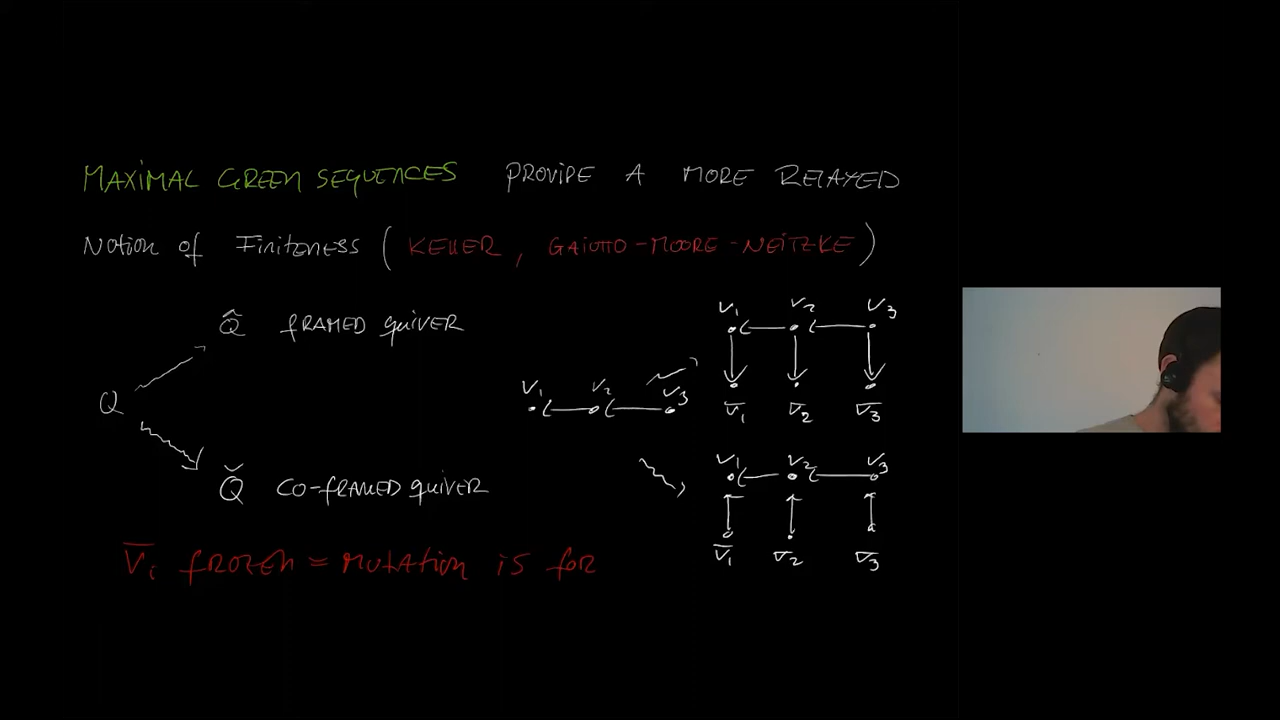 MAXIMAL GREEN SEQUENCES PROVIDE A MORE RELAXED
Notion of Finiteness (KELLER, GAIOTTO-MOORE-NEITZKE)
Q̂ fRAMED quiVER
Q
Q̌ CO-fRAMED quiVER
V₁ V₂ V₃
V₁ V₂ V₃
V̅₁ V̅₂ V̅₃
V₁ V₂ V₃
V̅₁ V̅₂ V̅₃
V̅ᵢ fROZEN = MUTATION iS foR